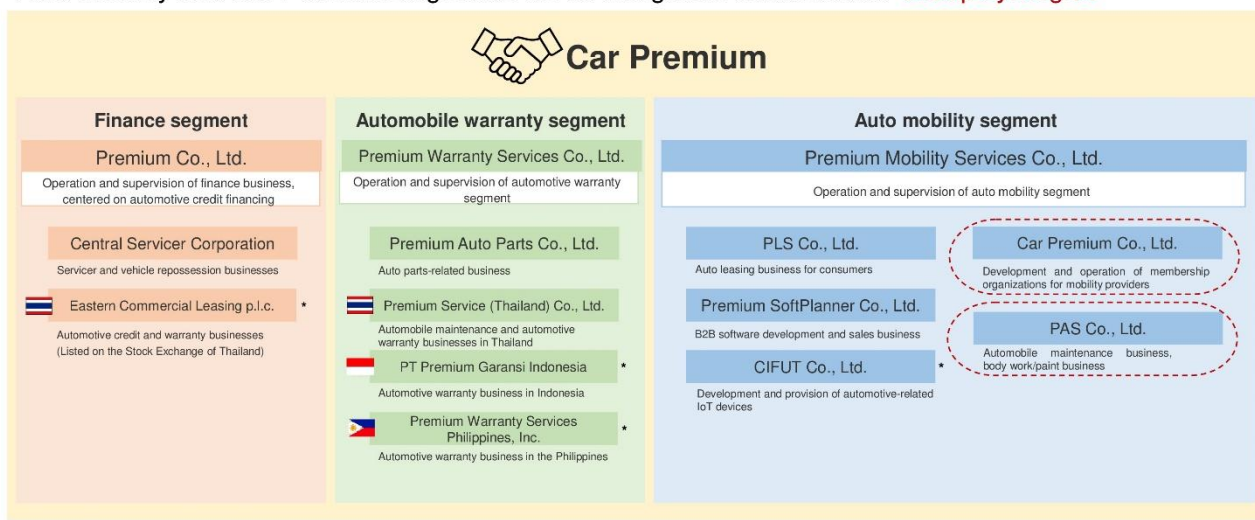 Car Premium
Finance segment
Premium Co., Ltd.
Operation and supervision of finance business,
centered on automotive credit financing
Central Servicer Corporation
Servicer and vehicle repossession businesses
Eastern Commercial Leasing p.l.c. *
Automotive credit and warranty businesses
(Listed on the Stock Exchange of Thailand)
Automobile warranty segment
Premium Warranty Services Co., Ltd.
Operation and supervision of automotive warranty
segment
Premium Auto Parts Co., Ltd.
Auto parts-related business
Premium Service (Thailand) Co., Ltd.
Automobile maintenance and automotive
warranty businesses in Thailand
PT Premium Garansi Indonesia *
Automotive warranty business in Indonesia
Premium Warranty Services
Philippines, Inc. *
Automotive warranty business in the Philippines
Auto mobility segment
Premium Mobility Services Co., Ltd.
Operation and supervision of auto mobility segment
PLS Co., Ltd.
Auto leasing business for consumers
Premium SoftPlanner Co., Ltd.
B2B software development and sales business
CIFUT Co., Ltd. *
Development and provision of automotive-related
IoT devices
Car Premium Co., Ltd.
Development and operation of membership
organizations for mobility providers
PAS Co., Ltd.
Automobile maintenance business,
body work/paint business